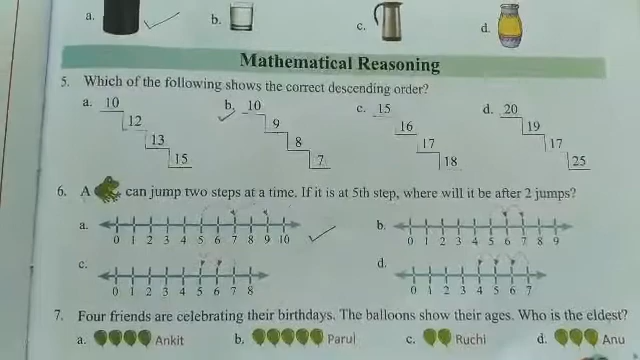 a. b. c. d.
Mathematical Reasoning
5. Which of the following shows the correct descending order?
a. 10 12 13 15 b. 10 9 8 7 c. 15 16 17 18 d. 20 19 17 25
6. A can jump two steps at a time. If it is at 5th step, where will it be after 2 jumps?
a. 0 1 2 3 4 5 6 7 8 9 10 b. 0 1 2 3 4 5 6 7 8 9
c. 0 1 2 3 4 5 6 7 8 d. 0 1 2 3 4 5 6 7
7. Four friends are celebrating their birthdays. The balloons show their ages. Who is the eldest?
a. Ankit b. Parul c. Ruchi d. Anu